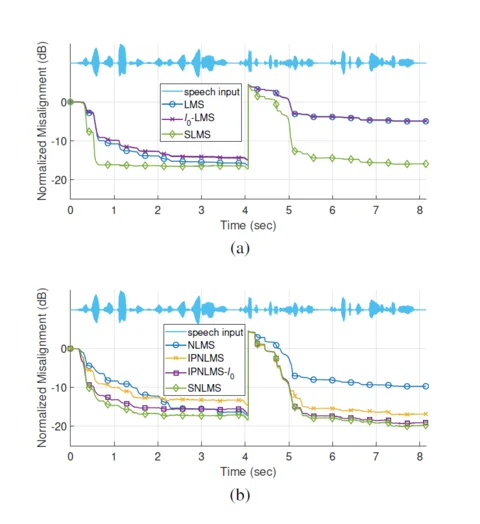 Normalized Misalignment (dB)
speech input
LMS
l0-LMS
SLMS
0
-10
-20
0 1 2 3 4 5 6 7 8
Time (sec)
(a)
Normalized Misalignment (dB)
speech input
NLMS
IPNLMS
IPNLMS-l0
SNLMS
0
-10
-20
0 1 2 3 4 5 6 7 8
Time (sec)
(b)